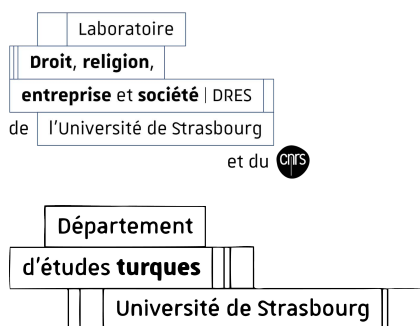 Laboratoire
Droit, religion,
entreprise et société | DRES
de l'Université de Strasbourg
et du cnrs
Département
d'études turques
Université de Strasbourg